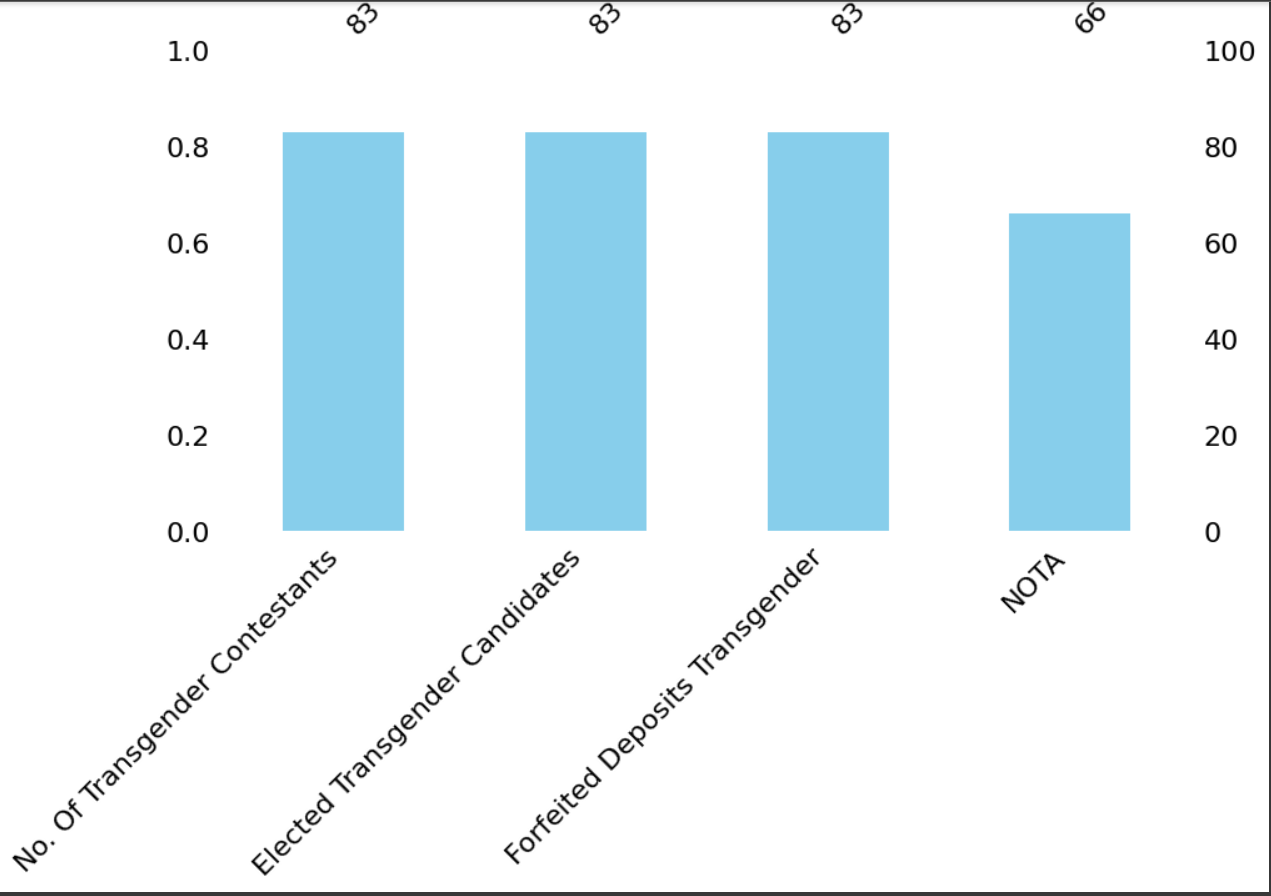 83 83 83 66
1.0 100
0.8 80
0.6 60
0.4 40
0.2 20
0.0 0
No. Of Transgender Contestants
Elected Transgender Candidates
Forfeited Deposits Transgender
NOTA